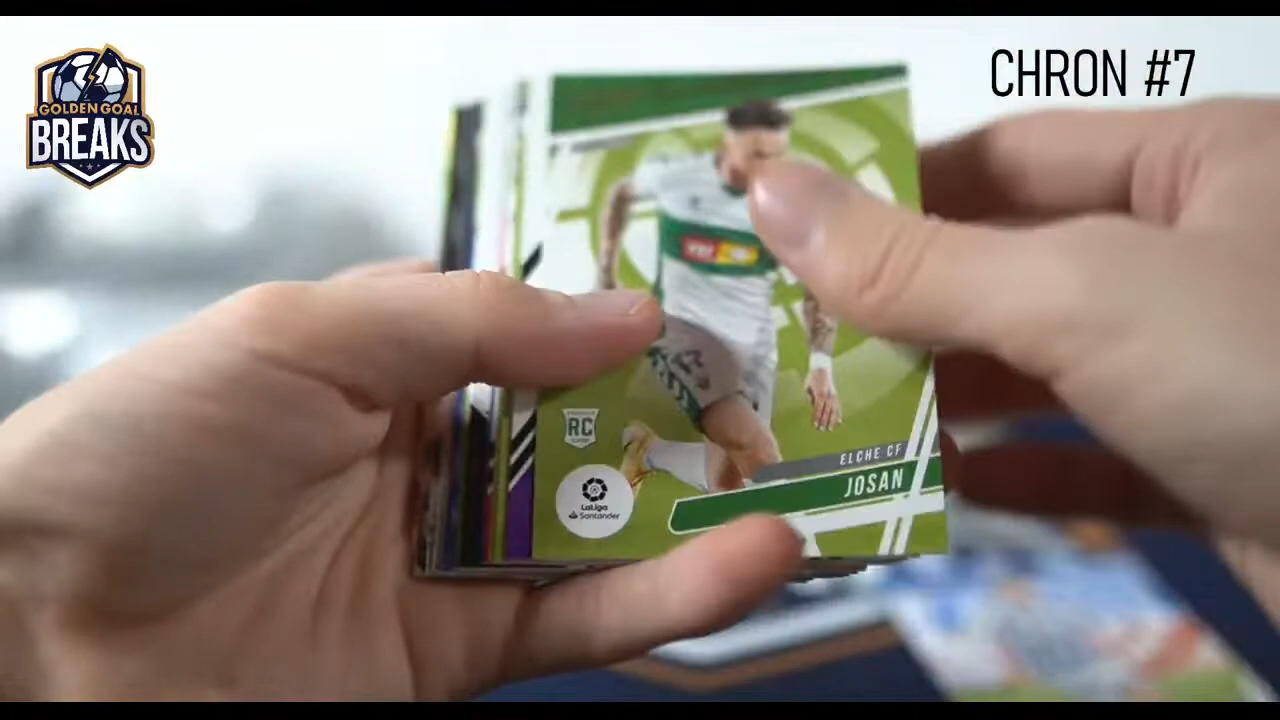 GOLDEN GOAL
BREAKS
CHRON #7
RC
LaLiga
Santander
ELCHE CF
JOSAN